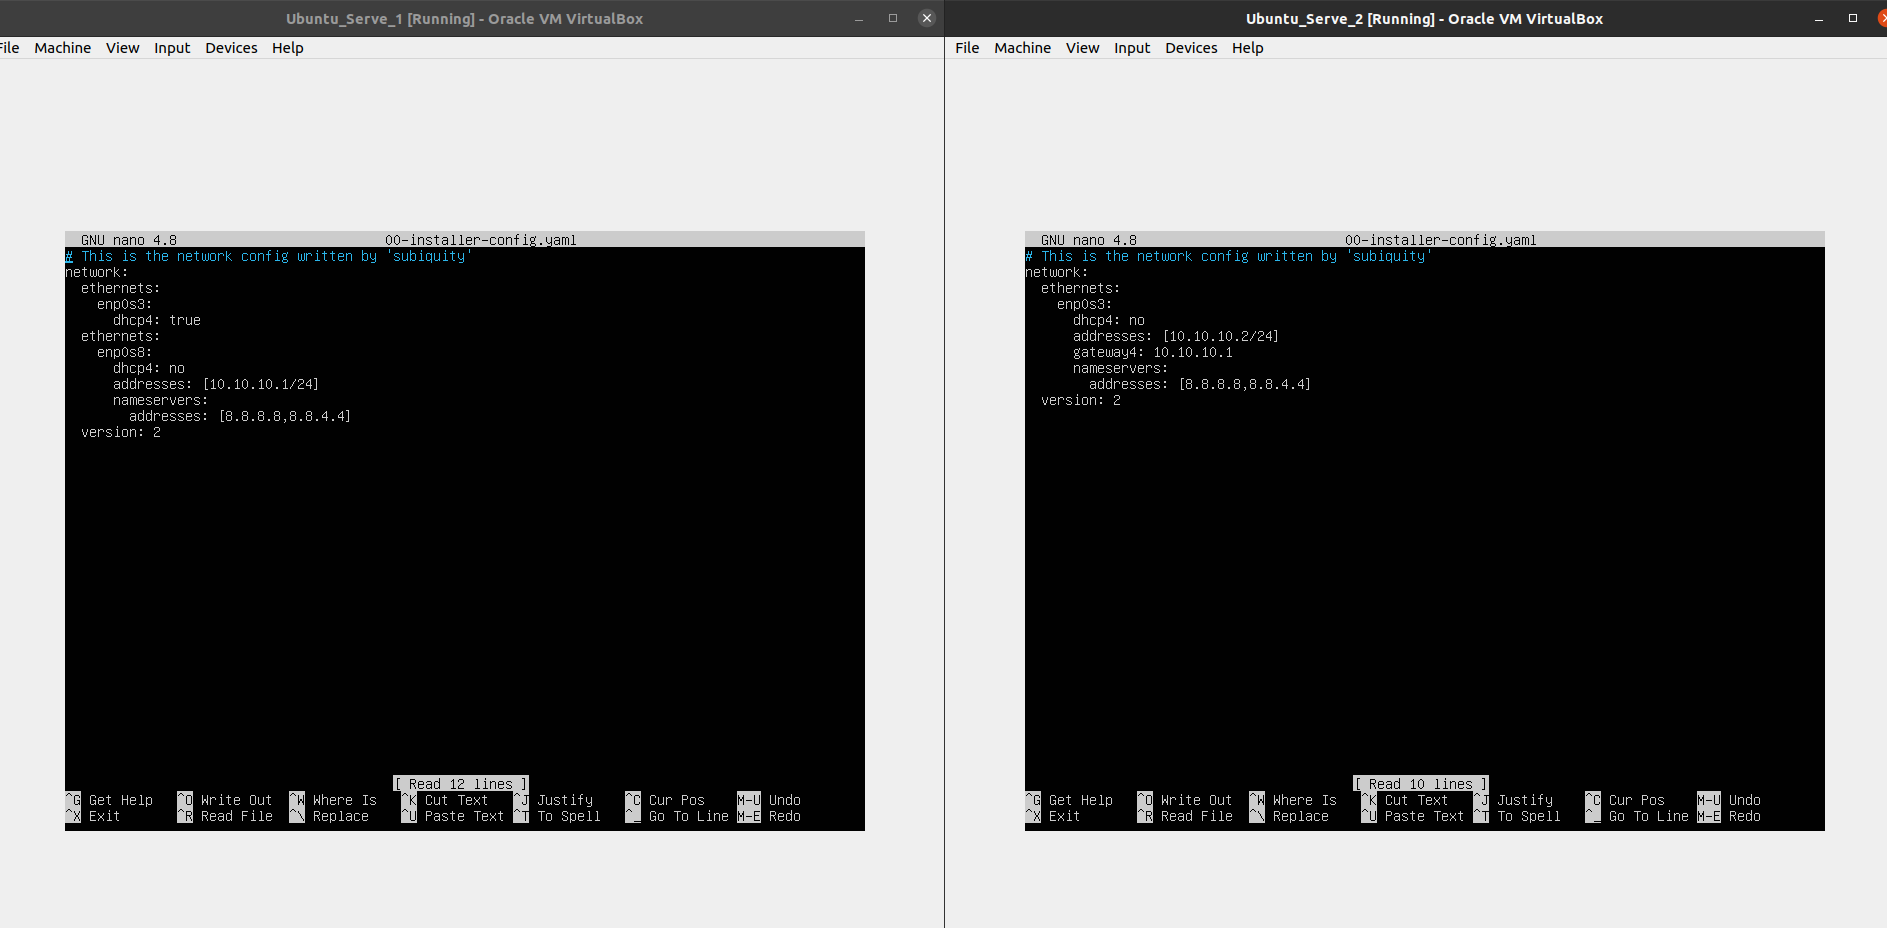 Ubuntu_Serve_1 [Running] - Oracle VM VirtualBox
File Machine View Input Devices Help
GNU nano 4.8 00-installer-config.yaml
# This is the network config written by 'subiquity'
network:
  ethernets:
    enp0s3:
      dhcp4: true
  ethernets:
    enp0s8:
      dhcp4: no
      addresses: [10.10.10.1/24]
      nameservers:
        addresses: [8.8.8.8,8.8.4.4]
  version: 2
[ Read 12 lines ]
^G Get Help ^O Write Out ^W Where Is ^K Cut Text ^J Justify ^C Cur Pos M-U Undo
^X Exit ^R Read File ^\ Replace ^U Paste Text ^T To Spell ^_ Go To Line M-E Redo
Ubuntu_Serve_2 [Running] - Oracle VM VirtualBox
File Machine View Input Devices Help
GNU nano 4.8 00-installer-config.yaml
# This is the network config written by 'subiquity'
network:
  ethernets:
    enp0s3:
      dhcp4: no
      addresses: [10.10.10.2/24]
      gateway4: 10.10.10.1
      nameservers:
        addresses: [8.8.8.8,8.8.4.4]
  version: 2
[ Read 10 lines ]
^G Get Help ^O Write Out ^W Where Is ^K Cut Text ^J Justify ^C Cur Pos M-U Undo
^X Exit ^R Read File ^\ Replace ^U Paste Text ^T To Spell ^_ Go To Line M-E Redo